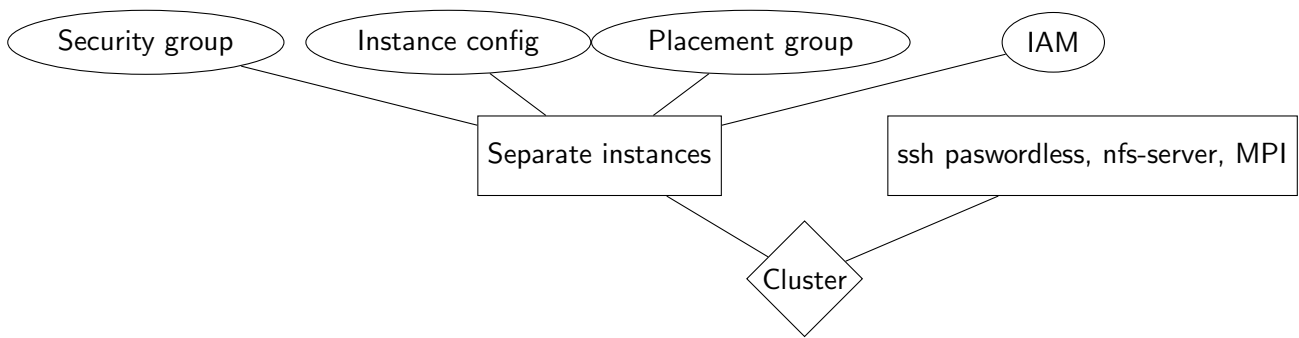 Security group
Instance config
Placement group
IAM
Separate instances
ssh paswordless, nfs-server, MPI
Cluster